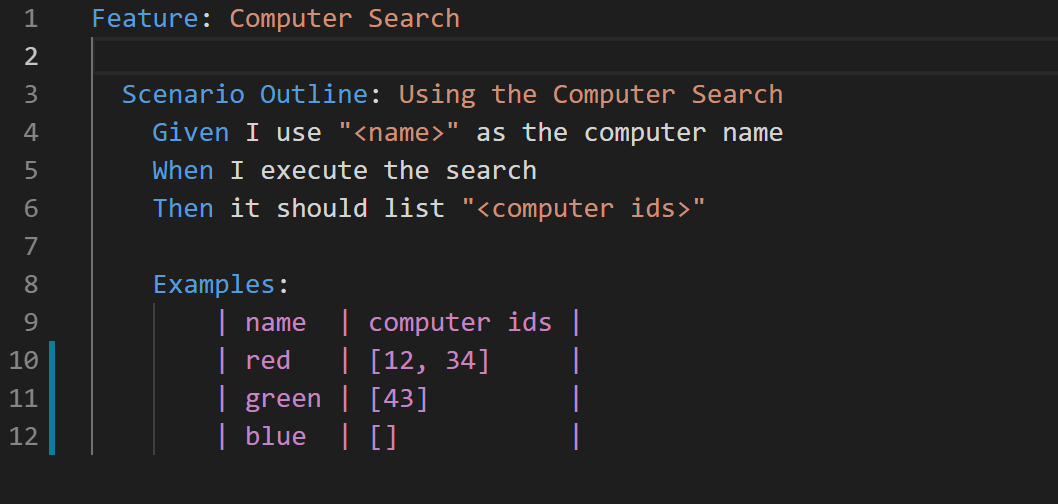 1 Feature: Computer Search
2
3 Scenario Outline: Using the Computer Search
4 Given I use "<name>" as the computer name
5 When I execute the search
6 Then it should list "<computer ids>"
7
8 Examples:
9 | name | computer ids |
10 | red | [12, 34] |
11 | green | [43] |
12 | blue | [] |